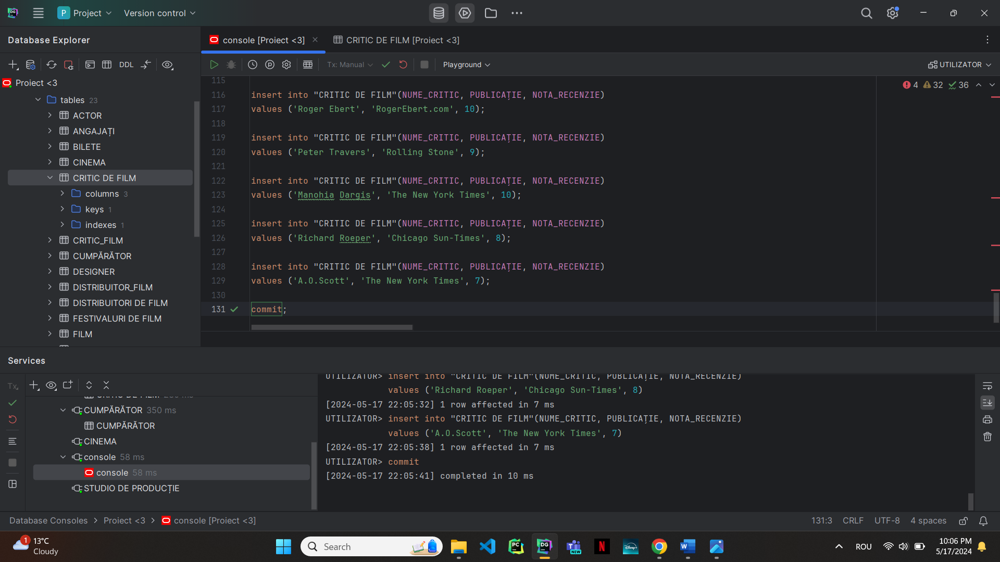 P Project Version control
Database Explorer
console [Proiect <3]
CRITIC DE FILM [Proiect <3]
DDL
Tx: Manual
Playground
UTILIZATOR
Proiect <3
tables 23
ACTOR
ANGAJAȚI
BILETE
CINEMA
CRITIC DE FILM
columns 3
keys 1
indexes 1
CRITIC_FILM
CUMPĂRĂTOR
DESIGNER
DISTRIBUITOR_FILM
DISTRIBUITORI DE FILM
FESTIVALURI DE FILM
FILM
4 32 36
115
116 insert into "CRITIC DE FILM"(NUME_CRITIC, PUBLICAȚIE, NOTA_RECENZIE)
117 values ('Roger Ebert', 'RogerEbert.com', 10);
118
119 insert into "CRITIC DE FILM"(NUME_CRITIC, PUBLICAȚIE, NOTA_RECENZIE)
120 values ('Peter Travers', 'Rolling Stone', 9);
121
122 insert into "CRITIC DE FILM"(NUME_CRITIC, PUBLICAȚIE, NOTA_RECENZIE)
123 values ('Manohia Dargis', 'The New York Times', 10);
124
125 insert into "CRITIC DE FILM"(NUME_CRITIC, PUBLICAȚIE, NOTA_RECENZIE)
126 values ('Richard Roeper', 'Chicago Sun-Times', 8);
127
128 insert into "CRITIC DE FILM"(NUME_CRITIC, PUBLICAȚIE, NOTA_RECENZIE)
129 values ('A.O.Scott', 'The New York Times', 7);
130
131 commit;
Services
Tx
CUMPĂRĂTOR 350 ms
CUMPĂRĂTOR
CINEMA
console 58 ms
console 58 ms
STUDIO DE PRODUCȚIE
UTILIZATOR> insert into "CRITIC DE FILM"(NUME_CRITIC, PUBLICAȚIE, NOTA_RECENZIE)
values ('Richard Roeper', 'Chicago Sun-Times', 8)
[2024-05-17 22:05:32] 1 row affected in 7 ms
UTILIZATOR> insert into "CRITIC DE FILM"(NUME_CRITIC, PUBLICAȚIE, NOTA_RECENZIE)
values ('A.O.Scott', 'The New York Times', 7)
[2024-05-17 22:05:38] 1 row affected in 7 ms
UTILIZATOR> commit
[2024-05-17 22:05:41] completed in 10 ms
Database Consoles > Proiect <3 > console [Proiect <3]
131:3 CRLF UTF-8 4 spaces
1
13°C
Cloudy
Search
PC
DG
NEW
N
Disney+
W
ROU
10:06 PM
5/17/2024